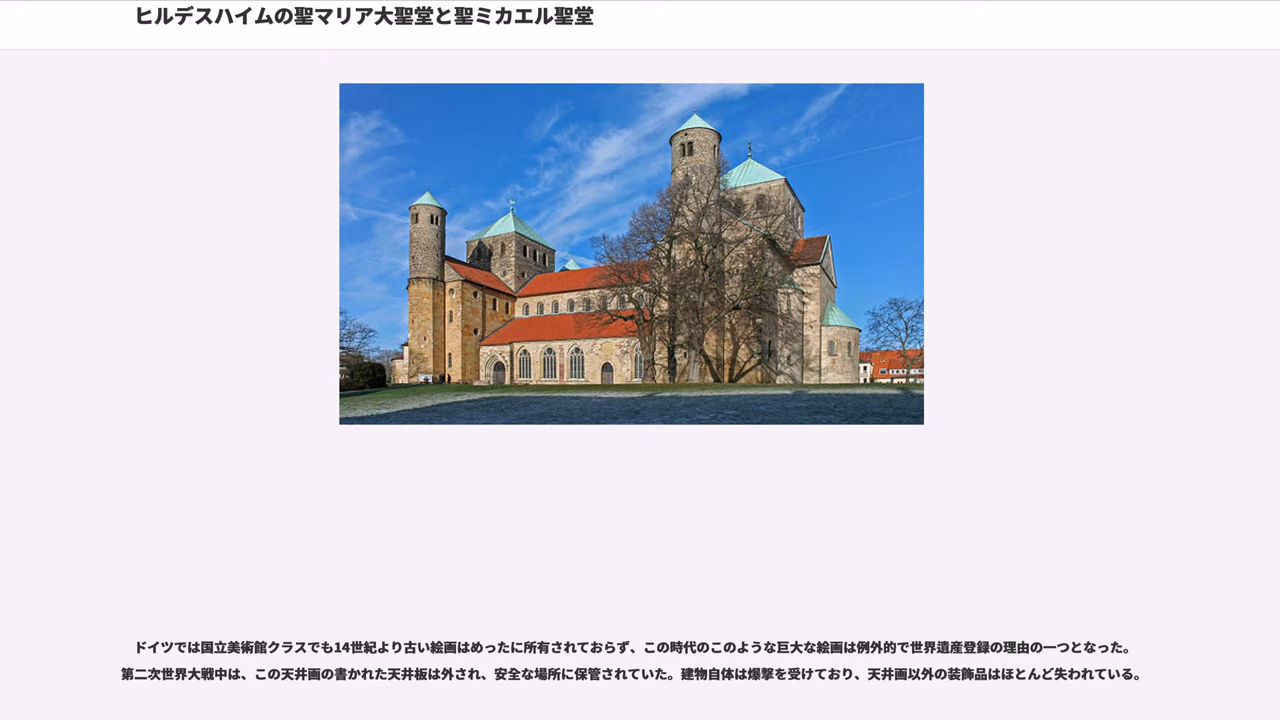 ヒルデスハイムの聖マリア大聖堂と聖ミカエル聖堂
ドイツでは国立美術館クラスでも14世紀より古い絵画はめったに所有されておらず、この時代のこのような巨大な絵画は例外的で世界遺産登録の理由の一つとなった。
第二次世界大戦中は、この天井画の書かれた天井板は外され、安全な場所に保管されていた。建物自体は爆撃を受けており、天井画以外の装飾品はほとんど失われている。